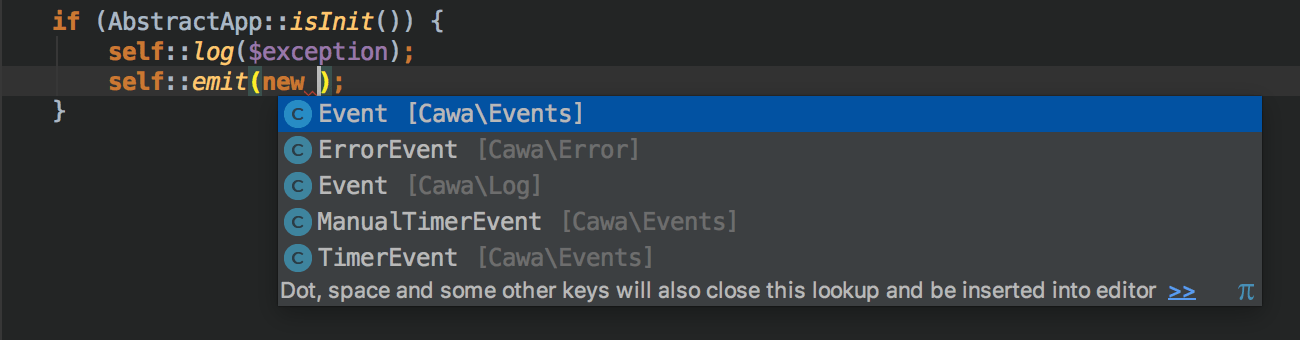 if (AbstractApp::isInit()) {
self::log($exception);
self::emit(new );
}
C Event [Cawa\Events]
C ErrorEvent [Cawa\Error]
C Event [Cawa\Log]
C ManualTimerEvent [Cawa\Events]
C TimerEvent [Cawa\Events]
Dot, space and some other keys will also close this lookup and be inserted into editor >> π